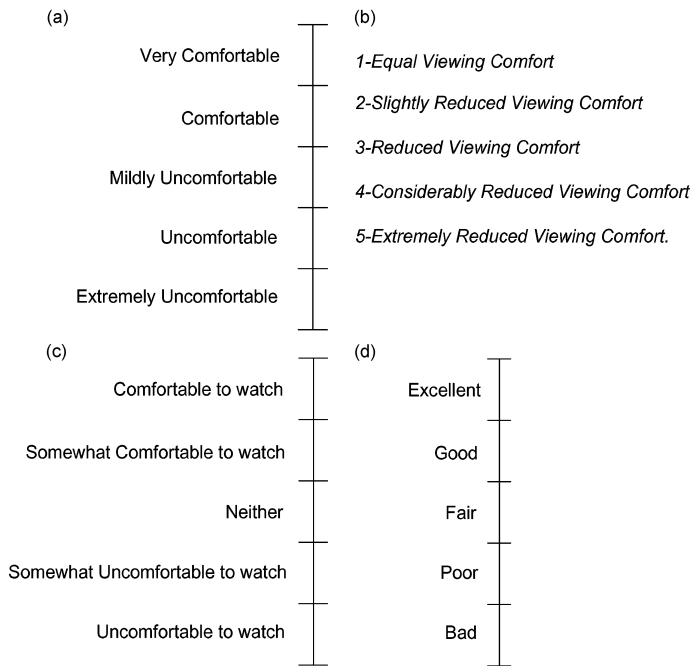 (a)
Very Comfortable
Comfortable
Mildly Uncomfortable
Uncomfortable
Extremely Uncomfortable
(b)
1-Equal Viewing Comfort
2-Slightly Reduced Viewing Comfort
3-Reduced Viewing Comfort
4-Considerably Reduced Viewing Comfort
5-Extremely Reduced Viewing Comfort.
(c)
Comfortable to watch
Somewhat Comfortable to watch
Neither
Somewhat Uncomfortable to watch
Uncomfortable to watch
(d)
Excellent
Good
Fair
Poor
Bad